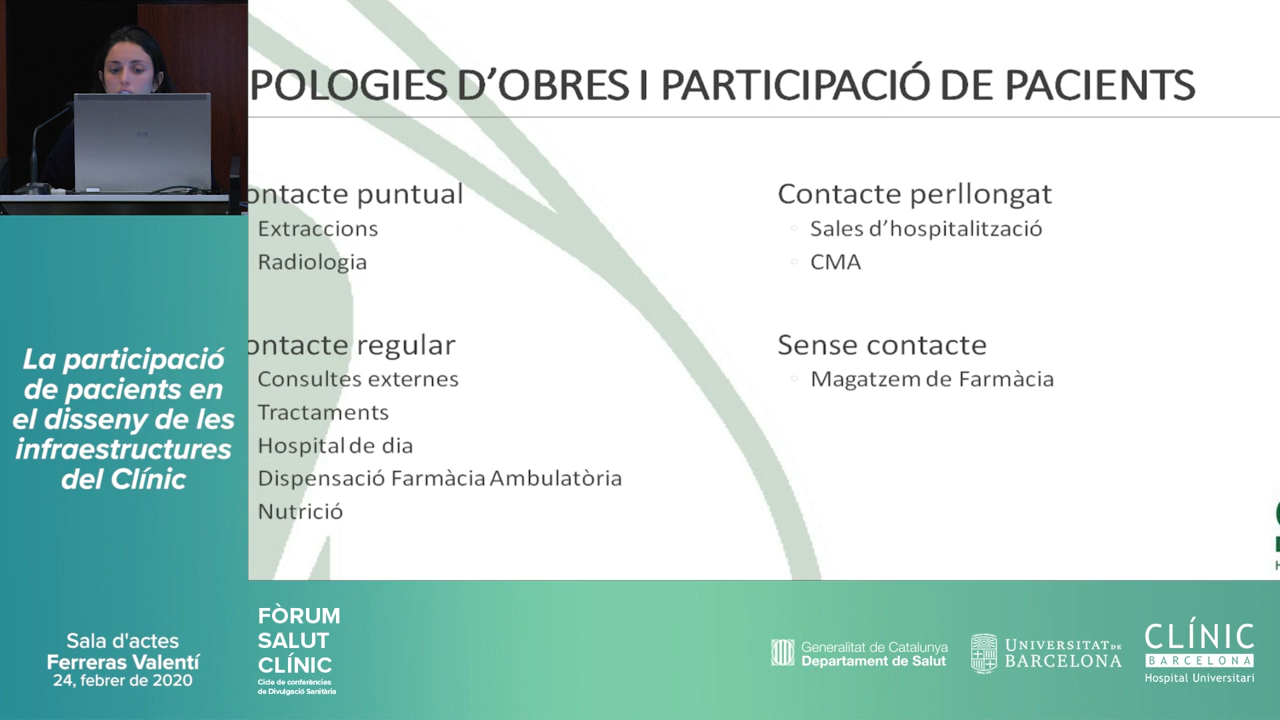 POLOGIES D'OBRES I PARTICIPACIÓ DE PACIENTS
ontacte puntual
Extraccions
Radiologia
ontacte regular
Consultes externes
Tractaments
Hospital de dia
Dispensació Farmàcia Ambulatòria
Nutrició
Contacte perllongat
Sales d'hospitalització
CMA
Sense contacte
Magatzem de Farmàcia
La participació
de pacients en
el disseny de les
infraestructures
del Clínic
Sala d'actes
Ferreras Valentí
24, febrer de 2020
FÒRUM
SALUT
CLÍNIC
Cicle de conferències
de Divulgació Sanitària
Generalitat de Catalunya
Departament de Salut
UNIVERSITAT DE
BARCELONA
CLÍNIC
BARCELONA
Hospital Universitari